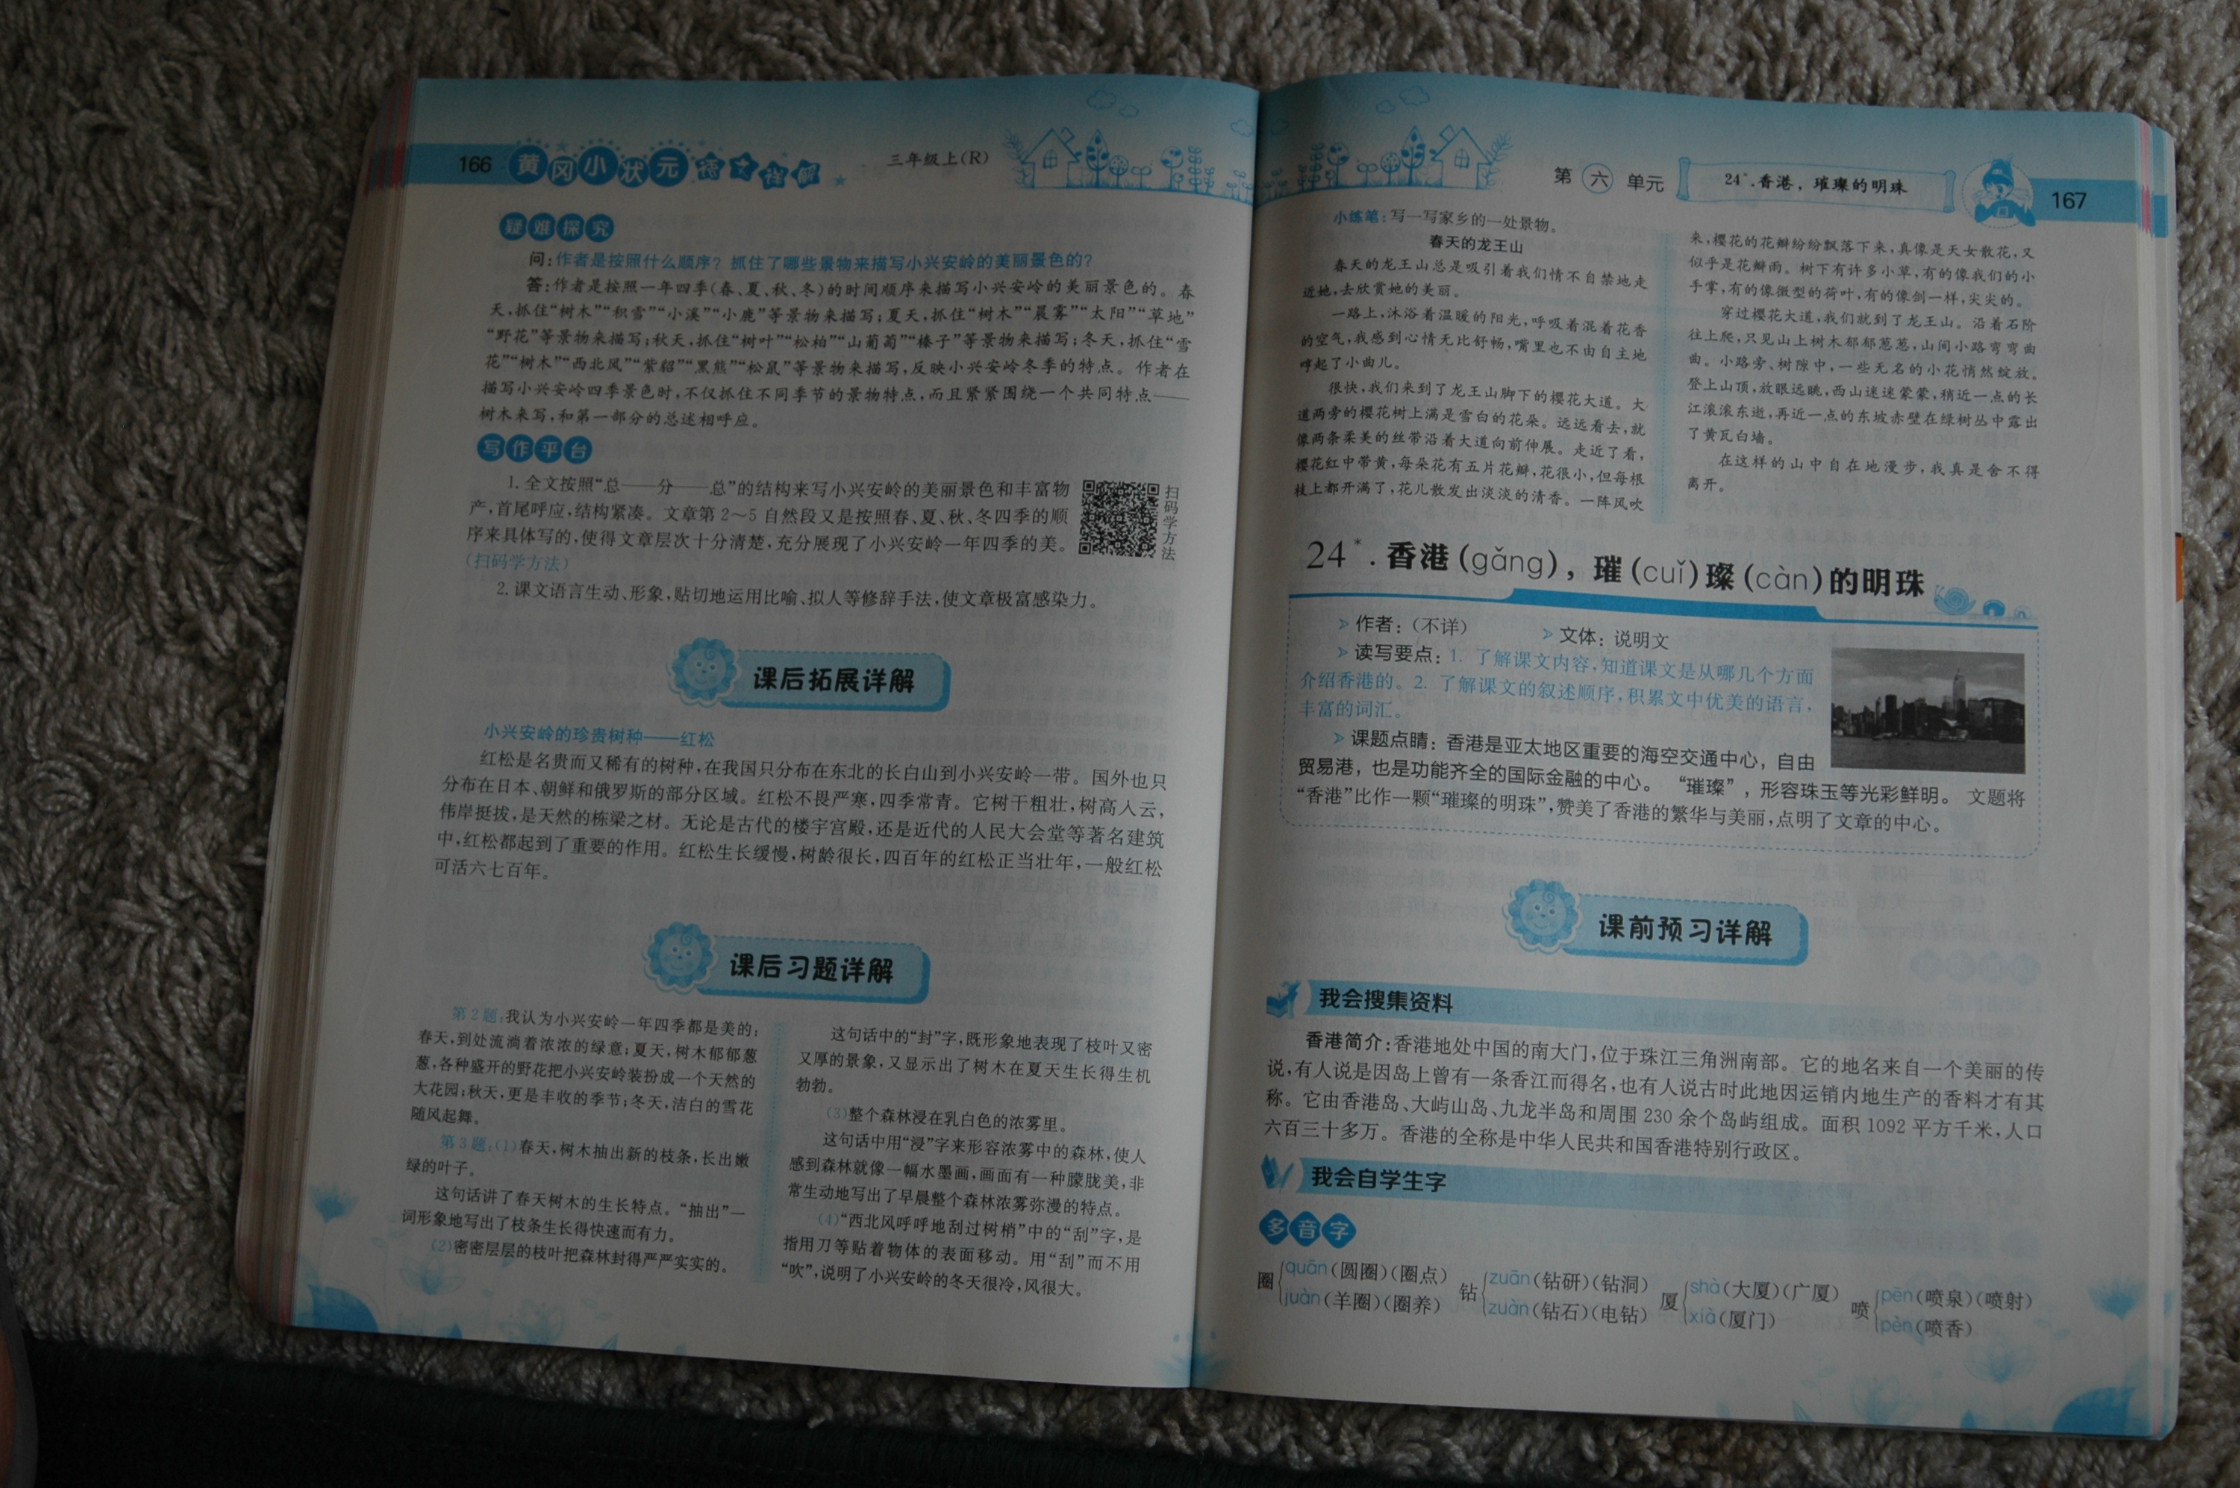 166
黄冈小状元 语文详解
三年级上(R)
疑难探究
问:作者是按照什么顺序?抓住了哪些景物来描写小兴安岭的美丽景色的?
答:作者是按照一年四季(春、夏、秋、冬)的时间顺序来描写小兴安岭的美丽景色的。春
天,抓住“树木”“积雪”“小溪”“小鹿”等景物来描写;夏天,抓住“树木”“晨雾”“太阳”“草地”
“野花”等景物来描写;秋天,抓住“树叶”“松柏”“山葡萄”“榛子”等景物来描写;冬天,抓住“雪
花”“树木”“西北风”“紫貂”“黑熊”“松鼠”等景物来描写,反映小兴安岭冬季的特点。作者在
描写小兴安岭四季景色时,不仅抓住不同季节的景物特点,而且紧紧围绕一个共同特点——
树木来写,和第一部分的总述相呼应。
写作平台
1. 全文按照“总——分——总”的结构来写小兴安岭的美丽景色和丰富物
产,首尾呼应,结构紧凑。文章第 2～5 自然段又是按照春、夏、秋、冬四季的顺
序来具体写的,使得文章层次十分清楚,充分展现了小兴安岭一年四季的美。
(扫码学方法)
扫码学方法
2. 课文语言生动、形象,贴切地运用比喻、拟人等修辞手法,使文章极富感染力。
课后拓展详解
小兴安岭的珍贵树种——红松
红松是名贵而又稀有的树种,在我国只分布在东北的长白山到小兴安岭一带。国外也只
分布在日本、朝鲜和俄罗斯的部分区域。红松不畏严寒,四季常青。它树干粗壮,树高入云,
伟岸挺拔,是天然的栋梁之材。无论是古代的楼宇宫殿,还是近代的人民大会堂等著名建筑
中,红松都起到了重要的作用。红松生长缓慢,树龄很长,四百年的红松正当壮年,一般红松
可活六七百年。
课后习题详解
第 2 题:我认为小兴安岭一年四季都是美的:
春天,到处流淌着浓浓的绿意;夏天,树木郁郁葱
葱,各种盛开的野花把小兴安岭装扮成一个天然的
大花园;秋天,更是丰收的季节;冬天,洁白的雪花
随风起舞。
第 3 题:(1)春天,树木抽出新的枝条,长出嫩
绿的叶子。
这句话讲了春天树木的生长特点。“抽出”一
词形象地写出了枝条生长得快速而有力。
(2)密密层层的枝叶把森林封得严严实实的。
这句话中的“封”字,既形象地表现了枝叶又密
又厚的景象,又显示出了树木在夏天生长得生机
勃勃。
(3)整个森林浸在乳白色的浓雾里。
这句话中用“浸”字来形容浓雾中的森林,使人
感到森林就像一幅水墨画,画面有一种朦胧美,非
常生动地写出了早晨整个森林浓雾弥漫的特点。
(4)“西北风呼呼地刮过树梢”中的“刮”字,是
指用刀等贴着物体的表面移动。用“刮”而不用
“吹”,说明了小兴安岭的冬天很冷,风很大。
第六单元
24*.香港,璀璨的明珠
167
小练笔:写一写家乡的一处景物。
春天的龙王山
春天的龙王山总是吸引着我们情不自禁地走
近她,去欣赏她的美丽。
一路上,沐浴着温暖的阳光,呼吸着混着花香
的空气,我感到心情无比舒畅,嘴里也不由自主地
哼起了小曲儿。
很快,我们来到了龙王山脚下的樱花大道。大
道两旁的樱花树上满是雪白的花朵。远远看去,就
像两条柔美的丝带沿着大道向前伸展。走近了看,
樱花红中带黄,每朵花有五片花瓣,花很小,但每根
枝上都开满了,花儿散发出淡淡的清香。一阵风吹
来,樱花的花瓣纷纷飘落下来,真像是天女散花,又
似乎是花瓣雨。树下有许多小草,有的像我们的小
手掌,有的像微型的荷叶,有的像剑一样,尖尖的。
穿过樱花大道,我们就到了龙王山。沿着石阶
往上爬,只见山上树木郁郁葱葱,山间小路弯弯曲
曲。小路旁、树隙中,一些无名的小花悄然绽放。
登上山顶,放眼远眺,西山迷迷蒙蒙,稍近一点的长
江滚滚东逝,再近一点的东坡赤壁在绿树丛中露出
了黄瓦白墙。
在这样的山中自在地漫步,我真是舍不得
离开。
24*.香港(gǎng),璀(cuǐ)璨(càn)的明珠
作者:(不详)
文体:说明文
读写要点:1. 了解课文内容,知道课文是从哪几个方面
介绍香港的。2. 了解课文的叙述顺序,积累文中优美的语言,
丰富的词汇。
课题点睛:香港是亚太地区重要的海空交通中心,自由
贸易港,也是功能齐全的国际金融的中心。“璀璨”,形容珠玉等光彩鲜明。文题将
“香港”比作一颗“璀璨的明珠”,赞美了香港的繁华与美丽,点明了文章的中心。
课前预习详解
我会搜集资料
香港简介:香港地处中国的南大门,位于珠江三角洲南部。它的地名来自一个美丽的传
说,有人说是因岛上曾有一条香江而得名,也有人说古时此地因运销内地生产的香料才有其
称。它由香港岛、大屿山岛、九龙半岛和周围 230 余个岛屿组成。面积 1092 平方千米,人口
六百三十多万。香港的全称是中华人民共和国香港特别行政区。
我会自学生字
多音字
圈{quān(圆圈)(圈点) juàn(羊圈)(圈养) 钻{zuān(钻研)(钻洞) zuàn(钻石)(电钻) 厦{shà(大厦)(广厦) xià(厦门) 喷{pēn(喷泉)(喷射) pèn(喷香)